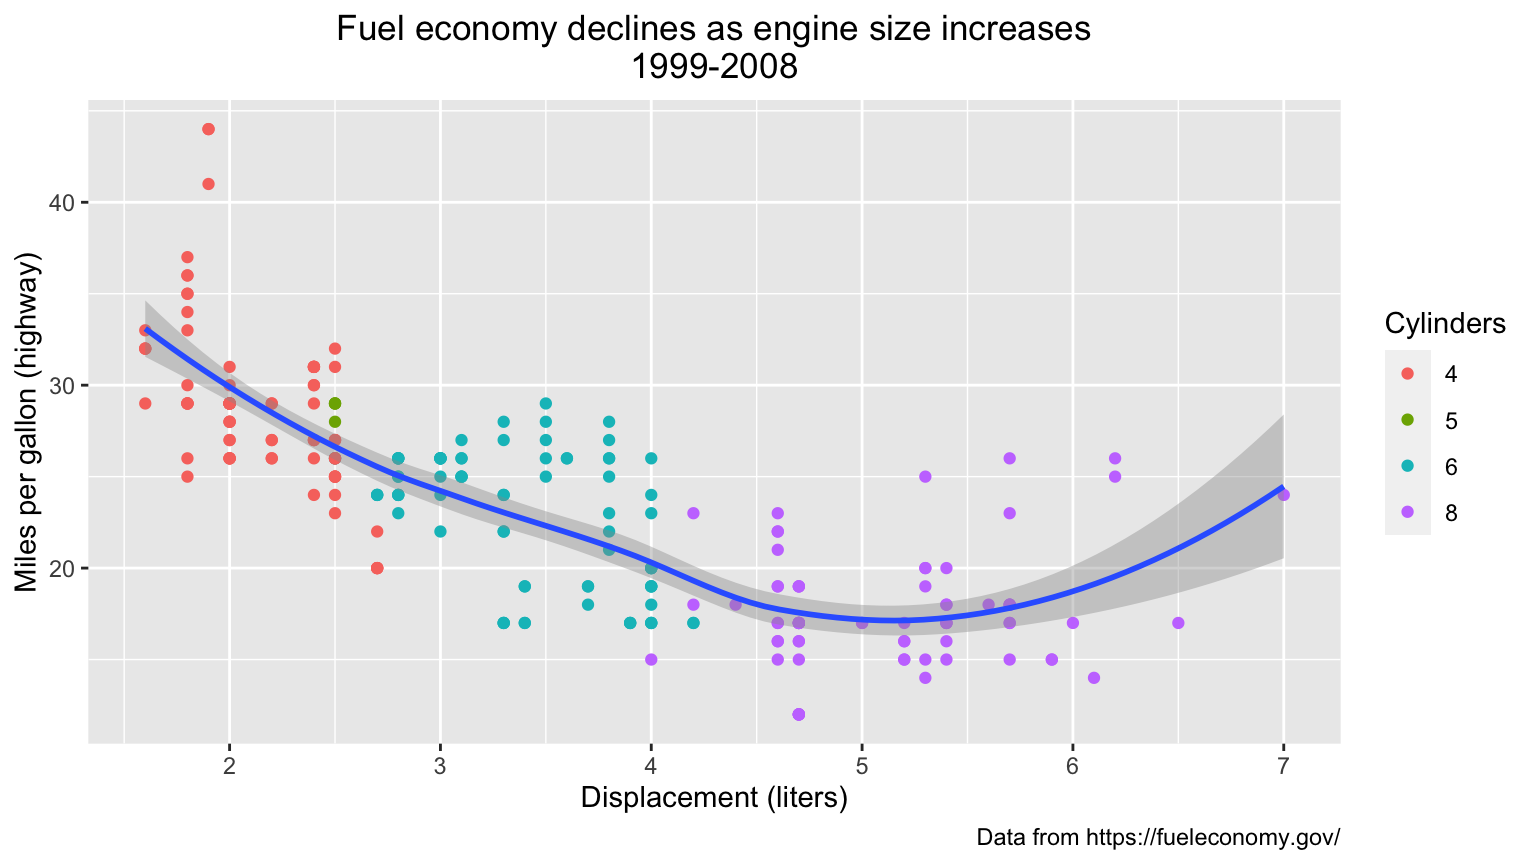 Fuel economy declines as engine size increases
1999-2008
Miles per gallon (highway)
40
30
20
2 3 4 5 6 7
Displacement (liters)
Cylinders
4
5
6
8
Data from https://fueleconomy.gov/